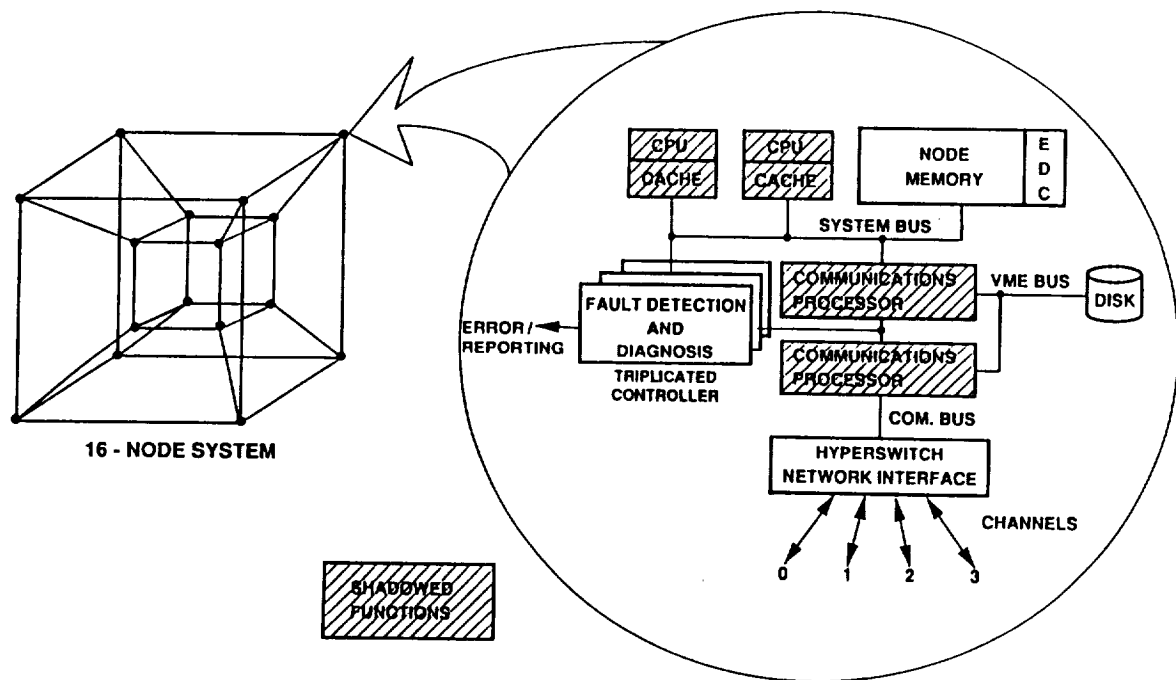 16 - NODE SYSTEM
CPU
CACHE
CPU
CACHE
NODE
MEMORY
E
D
C
SYSTEM BUS
COMMUNICATIONS
PROCESSOR
VME BUS
DISK
FAULT DETECTION
AND
DIAGNOSIS
ERROR /
REPORTING
TRIPLICATED
CONTROLLER
COMMUNICATIONS
PROCESSOR
COM. BUS
HYPERSWITCH
NETWORK INTERFACE
CHANNELS
0 1 2 3
SHADOWED
FUNCTIONS